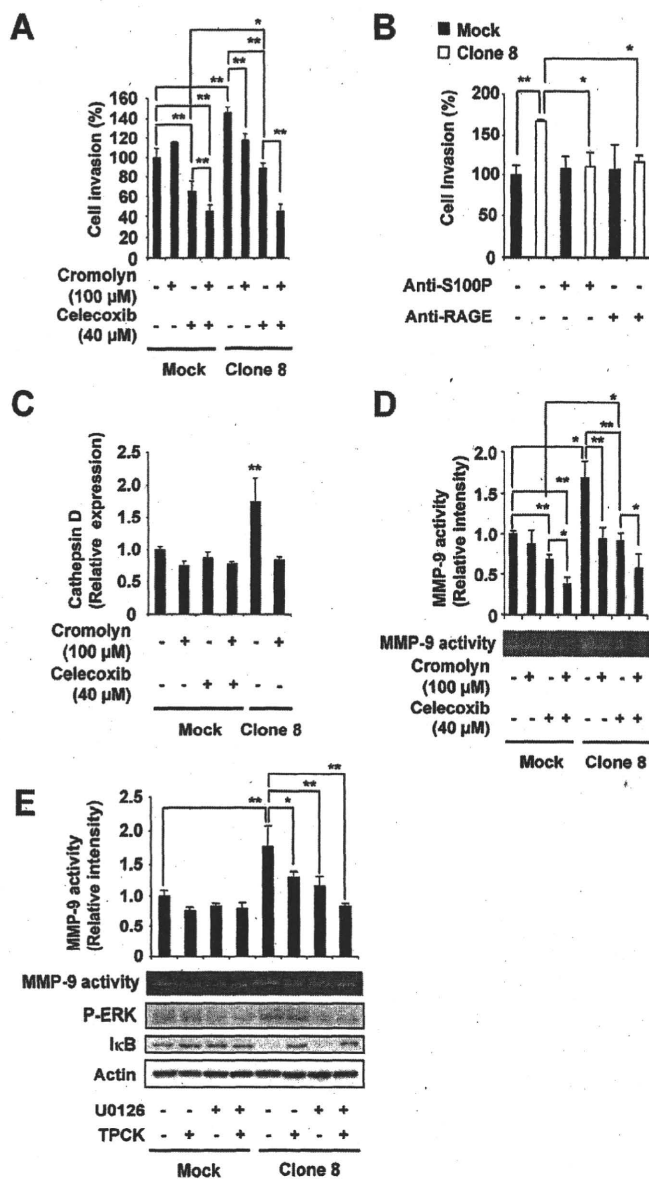 A
* 
**
** **
** **
** ** **
Cell invasion (%)
160
140
120
100
80
60
40
20
0
Cromolyn (100 µM) - + - + - + - +
Celecoxib (40 µM) - - + + - - + +
Mock Clone 8
B
Mock
Clone 8
*
** *
Cell Invasion (%)
200
150
100
50
0
Anti-S100P - - + + - -
Anti-RAGE - - - - + +
C
**
Cathepsin D (Relative expression)
2.5
2.0
1.5
1.0
0.5
0
Cromolyn (100 µM) - + - + - +
Celecoxib (40 µM) - - + + - -
Mock Clone 8
D
*
**
* **
**
** * *
MMP-9 activity (Relative intensity)
2.0
1.5
1.0
0.5
0
MMP-9 activity
Cromolyn (100 µM) - + - + - + - +
Celecoxib (40 µM) - - + + - - + +
Mock Clone 8
E
**
**
** *
MMP-9 activity (Relative intensity)
2.5
2.0
1.5
1.0
0.5
0
MMP-9 activity
P-ERK
IκB
Actin
U0126 - - + + - - + +
TPCK - + - + - + - +
Mock Clone 8